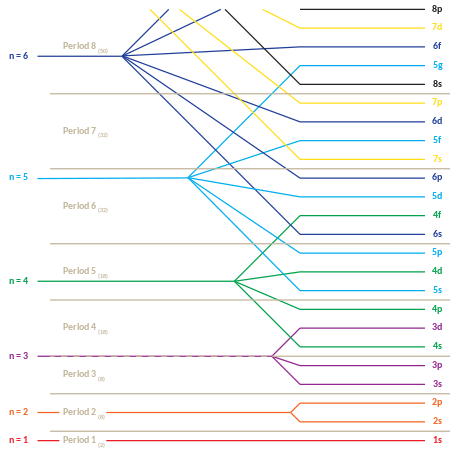 8p
7d
Period 8 (50)
6f
n = 6
5g
8s
7p
6d
Period 7 (32)
5f
7s
n = 5
6p
5d
Period 6 (32)
4f
6s
5p
Period 5 (18)
4d
n = 4
5s
4p
Period 4 (18)
3d
4s
n = 3
3p
Period 3 (8)
3s
2p
n = 2
Period 2 (8)
2s
n = 1
Period 1 (2)
1s